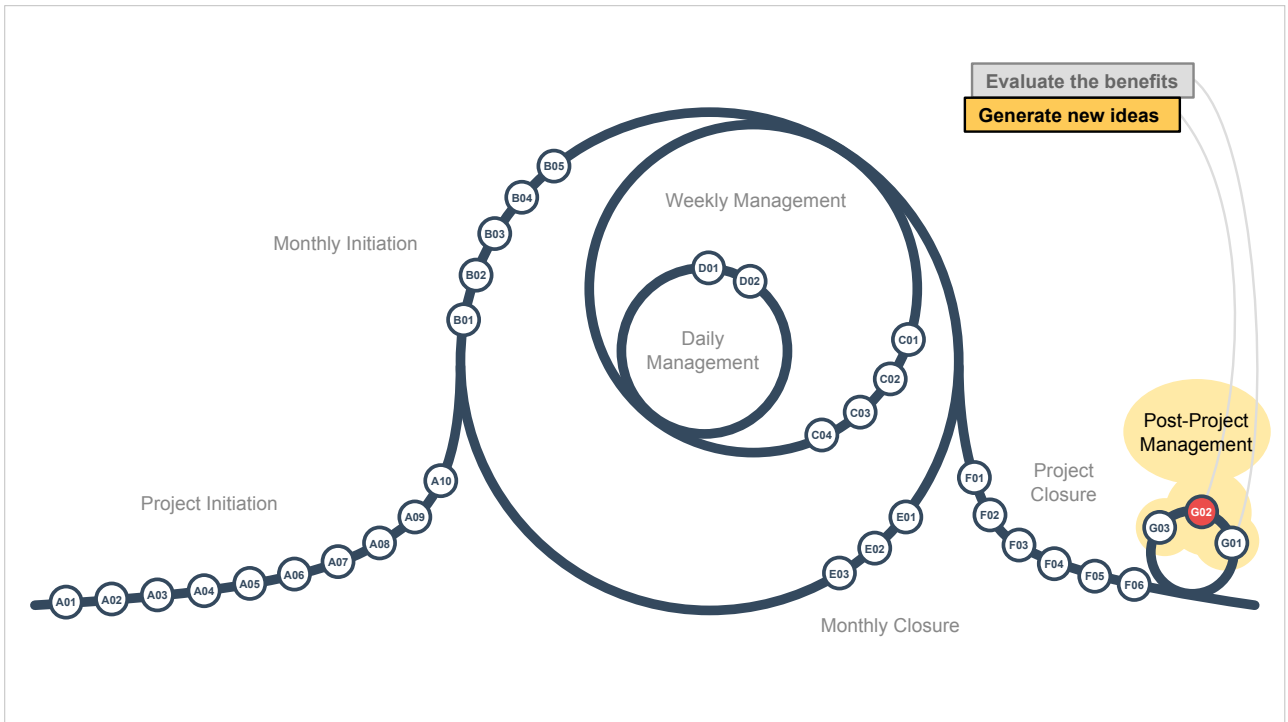 Evaluate the benefits
Generate new ideas
B05
B04
Weekly Management
B03
Monthly Initiation
D01
B02
D02
B01
C01
Daily
Management
C02
C03
Post-Project
Management
C04
Project
Closure
F01
A10
Project Initiation
G02
F02
E01
A09
G03
A08
F03
E02
G01
A07
F04
E03
A06
F05
A05
F06
A04
A03
A02
A01
Monthly Closure